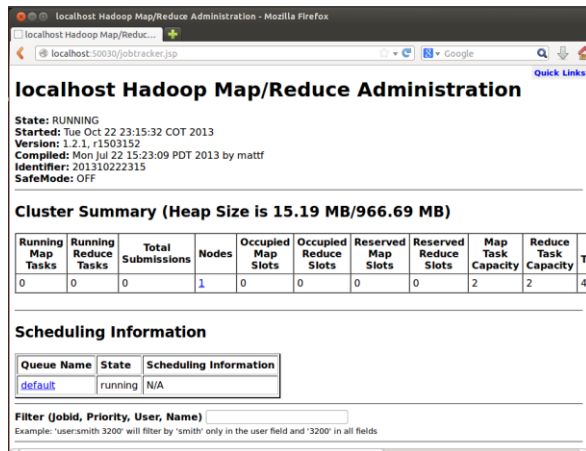 localhost Hadoop Map/Reduce Administration - Mozilla Firefox
localhost Hadoop Map/Reduc...
localhost:50030/jobtracker.jsp
Google
Quick Links
localhost Hadoop Map/Reduce Administration
State: RUNNING
Started: Tue Oct 22 23:15:32 COT 2013
Version: 1.2.1, r1503152
Compiled: Mon Jul 22 15:23:09 PDT 2013 by mattf
Identifier: 201310222315
SafeMode: OFF
Cluster Summary (Heap Size is 15.19 MB/966.69 MB)
Running Map Tasks Running Reduce Tasks Total Submissions Nodes Occupied Map Slots Occupied Reduce Slots Reserved Map Slots Reserved Reduce Slots Map Task Capacity Reduce Task Capacity
0 0 0 1 0 0 0 0 2 2 4
Scheduling Information
Queue Name State Scheduling Information
default running N/A
Filter (Jobid, Priority, User, Name)
Example: 'user:smith 3200' will filter by 'smith' only in the user field and '3200' in all fields